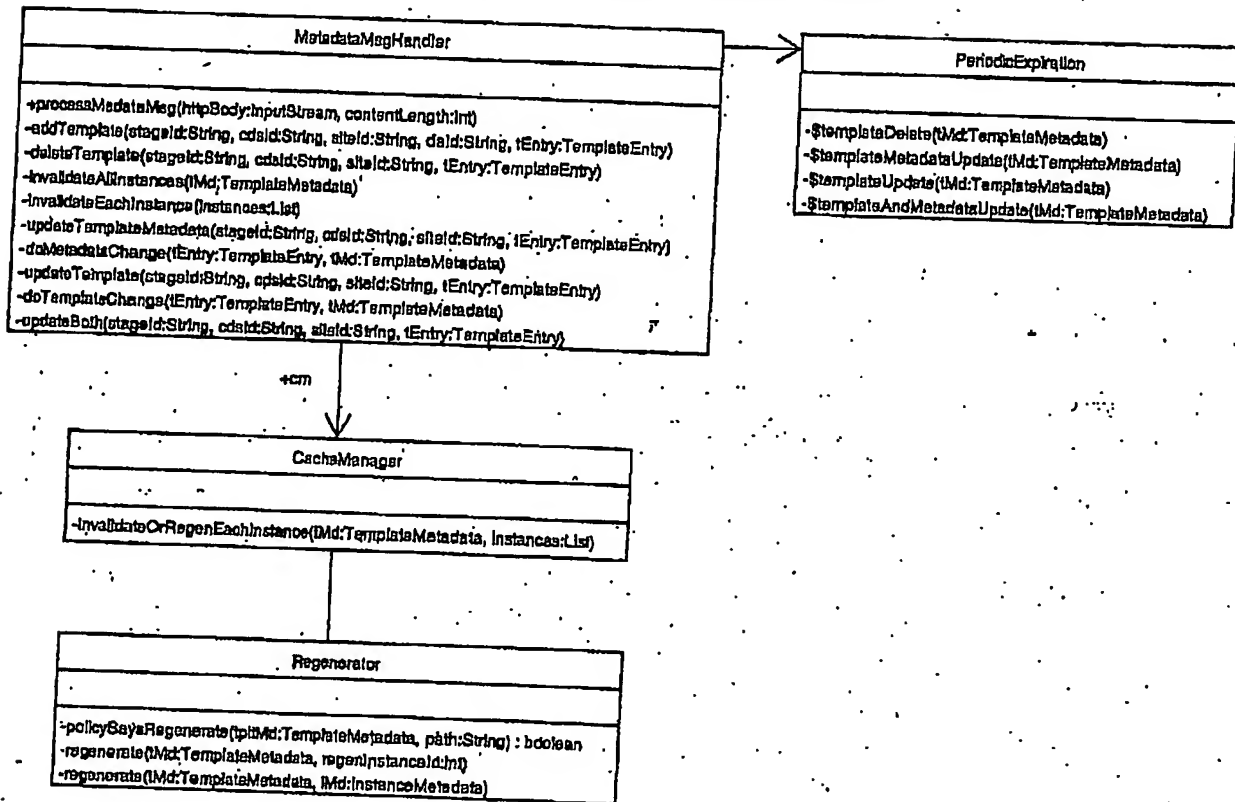 MetadataMsgHandler
+processMedataMsg(httpBody:InputStream, contentLength:Int)
-addTemplate(stageId:String, cdsId:String, siteId:String, daId:String, tEntry:TemplateEntry)
-deleteTemplate(stageId:String, cdsId:String, siteId:String, tEntry:TemplateEntry)
-invalidateAllInstances(tMd:TemplateMetadata)
-invalidateEachInstance(instances:List)
-updateTemplateMetadata(stageId:String, cdsId:String, siteId:String, tEntry:TemplateEntry)
-doMetadataChange(tEntry:TemplateEntry, tMd:TemplateMetadata)
-updateTemplate(stageId:String, cdsId:String, siteId:String, tEntry:TemplateEntry)
-doTemplateChange(tEntry:TemplateEntry, tMd:TemplateMetadata)
-updateBoth(stageId:String, cdsId:String, siteId:String, tEntry:TemplateEntry)
PeriodicExpiration
-$templateDelete(tMd:TemplateMetadata)
-$templateMetadataUpdate(tMd:TemplateMetadata)
-$templateUpdate(tMd:TemplateMetadata)
-$templateAndMetadataUpdate(tMd:TemplateMetadata)
+cm
CacheManager
-invalidateOrRegenEachInstance(tMd:TemplateMetadata, instances:List)
Regenerator
-policySaysRegenerate(tpltMd:TemplateMetadata, path:String) : boolean
-regenerate(tMd:TemplateMetadata, regenInstanceId:Int)
-regenerate(tMd:TemplateMetadata, iMd:InstanceMetadata)